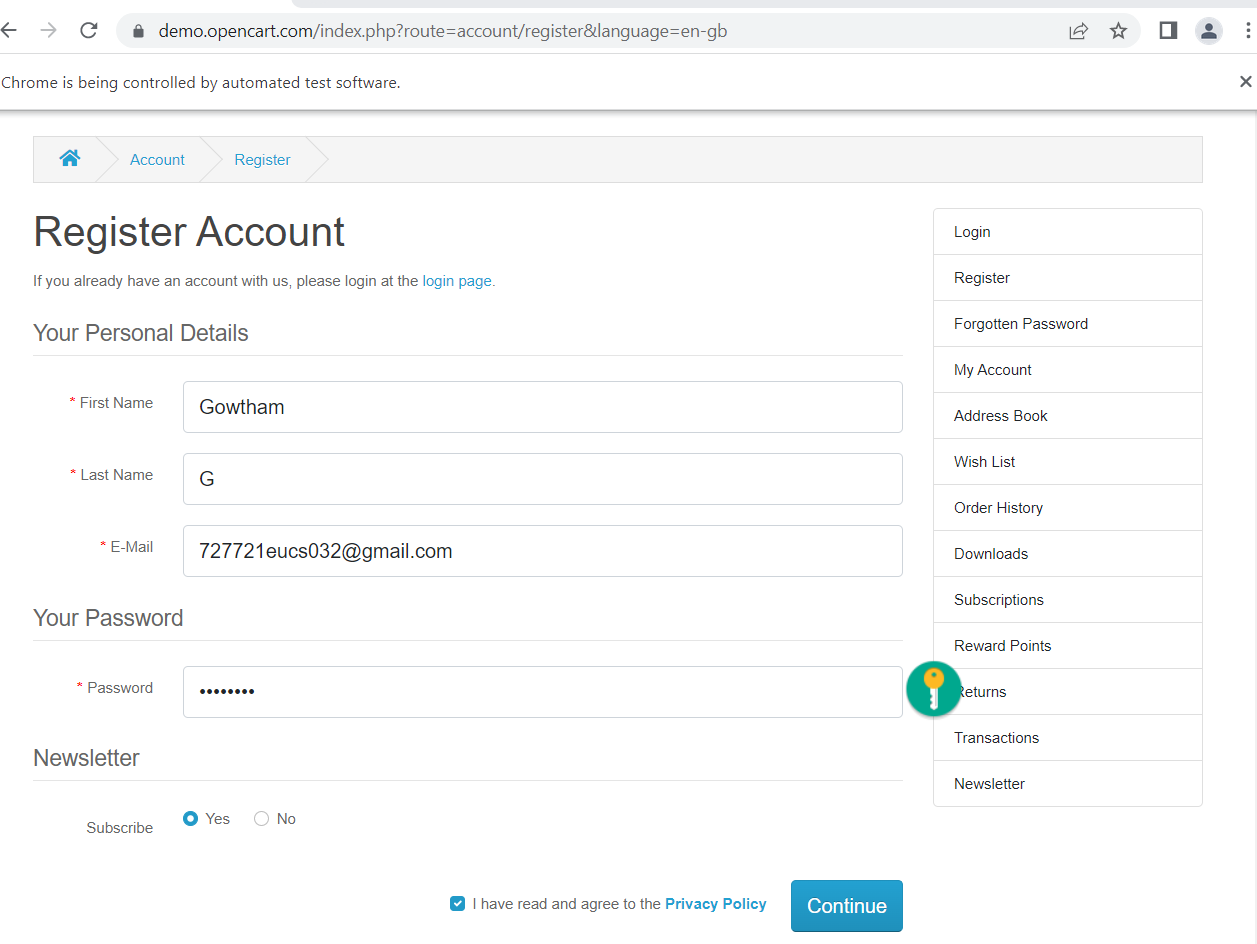 demo.opencart.com/index.php?route=account/register&language=en-gb
Chrome is being controlled by automated test software.
Account
Register
Register Account
If you already have an account with us, please login at the login page.
Your Personal Details
* First Name
Gowtham
* Last Name
G
* E-Mail
727721eucs032@gmail.com
Your Password
* Password
••••••••
Newsletter
Subscribe
Yes
No
I have read and agree to the Privacy Policy
Continue
Login
Register
Forgotten Password
My Account
Address Book
Wish List
Order History
Downloads
Subscriptions
Reward Points
Returns
Transactions
Newsletter